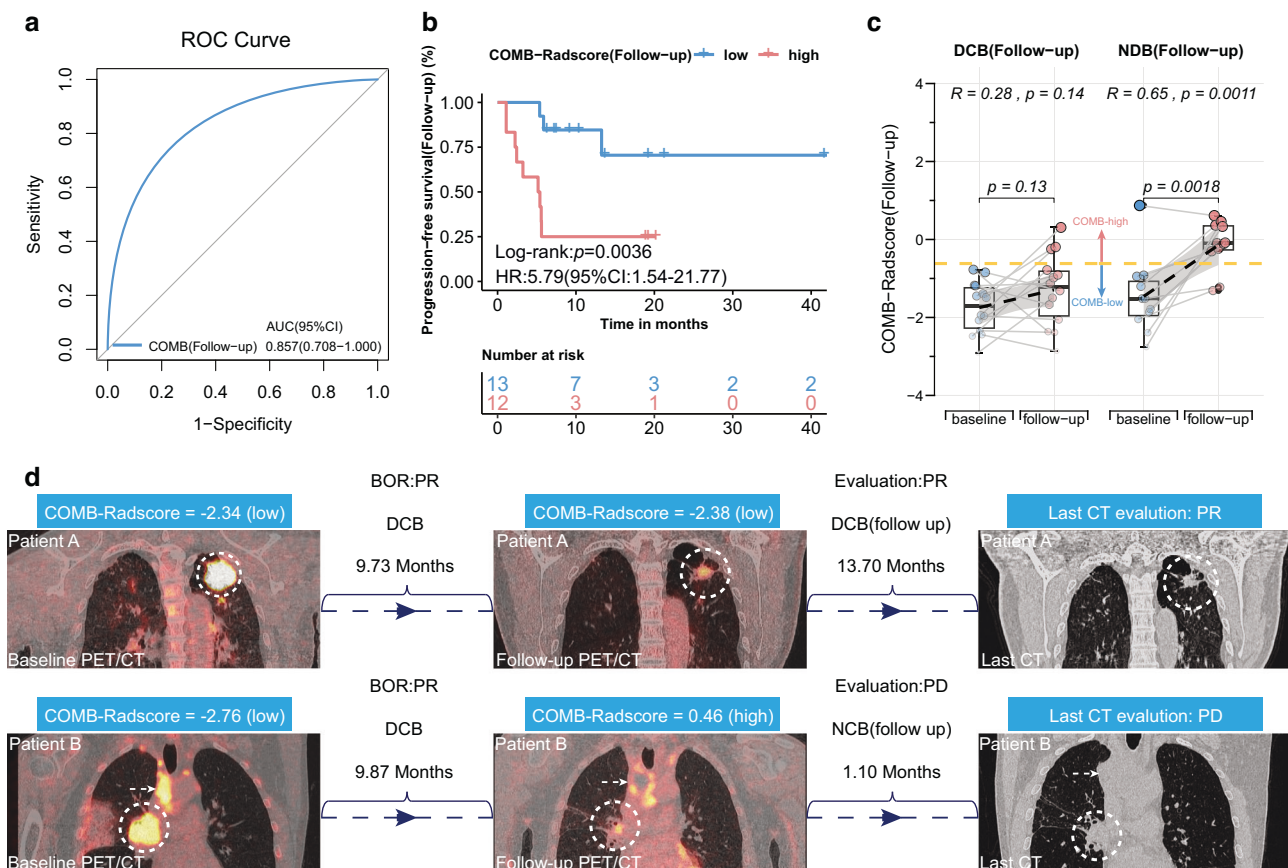 a
ROC Curve
Sensitivity
0.0 0.2 0.4 0.6 0.8 1.0
AUC(95%CI)
COMB(Follow−up) 0.857(0.708−1.000)
0.0 0.2 0.4 0.6 0.8 1.0
1−Specificity
b
COMB−Radscore(Follow−up) low high
Progression−free survival(Follow−up) (%)
1.00
0.75
0.50
0.25
0.00
Log-rank:p=0.0036
HR:5.79(95%CI:1.54-21.77)
0 10 20 30 40
Time in months
Number at risk
13 7 3 2 2
12 3 1 0 0
0 10 20 30 40
c
DCB(Follow−up) NDB(Follow−up)
COMB−Radscore(Follow−up)
4
2
0
−2
−4
R = 0.28 , p = 0.14 R = 0.65 , p = 0.0011
p = 0.13 p = 0.0018
COMB-high
COMB-low
baseline follow−up baseline follow−up
d
COMB-Radscore = -2.34 (low)
Patient A
Baseline PET/CT
BOR:PR
DCB
9.73 Months
COMB-Radscore = -2.38 (low)
Patient A
Follow-up PET/CT
Evaluation:PR
DCB(follow up)
13.70 Months
Last CT evalution: PR
Patient A
Last CT
COMB-Radscore = -2.76 (low)
Patient B
Baseline PET/CT
BOR:PR
DCB
9.87 Months
COMB-Radscore = 0.46 (high)
Patient B
Follow-up PET/CT
Evaluation:PD
NCB(follow up)
1.10 Months
Last CT evalution: PD
Patient B
Last CT